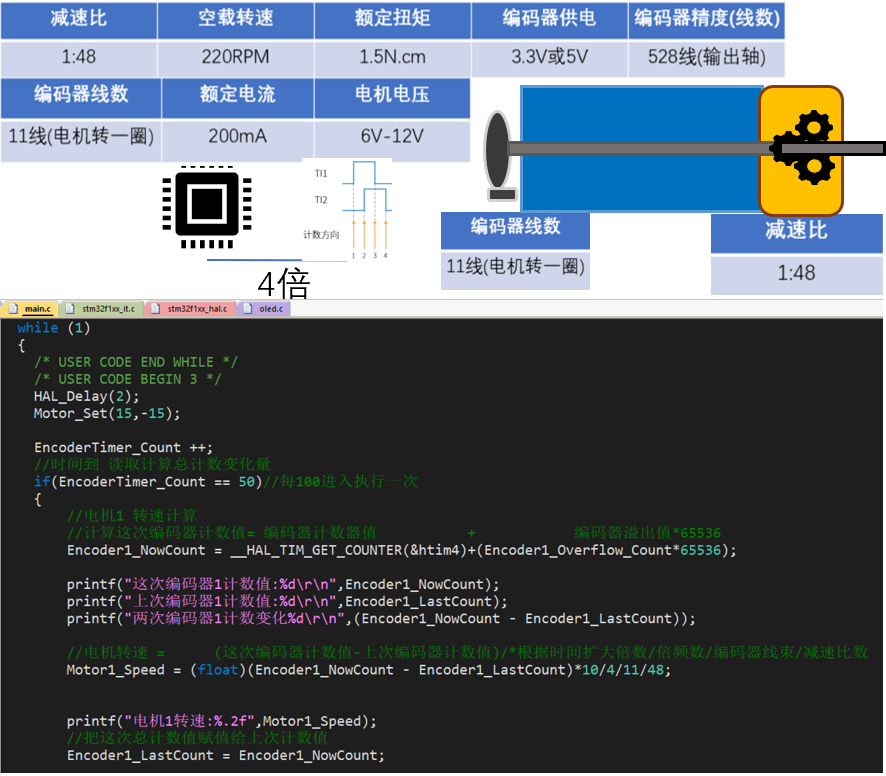 减速比 空载转速 额定扭矩 编码器供电 编码器精度(线数)
1:48 220RPM 1.5N.cm 3.3V或5V 528线(输出轴)
编码器线数 额定电流 电机电压
11线(电机转一圈) 200mA 6V-12V
TI1
TI2
计数方向
1 2 3 4
4倍
编码器线数
11线(电机转一圈)
减速比
1:48
main.c stm32f1xx_it.c stm32f1xx_hal.c oled.c
while (1)
{
/* USER CODE END WHILE */
/* USER CODE BEGIN 3 */
HAL_Delay(2);
Motor_Set(15,-15);
EncoderTimer_Count ++;
//时间到 读取计算总计数变化量
if(EncoderTimer_Count == 50)//每100进入执行一次
{
//电机1 转速计算
//计算这次编码器计数值= 编码器计数器值 + 编码器溢出值*65536
Encoder1_NowCount = __HAL_TIM_GET_COUNTER(&htim4)+(Encoder1_Overflow_Count*65536);
printf("这次编码器1计数值:%d\r\n",Encoder1_NowCount);
printf("上次编码器1计数值:%d\r\n",Encoder1_LastCount);
printf("两次编码器1计数变化%d\r\n",(Encoder1_NowCount - Encoder1_LastCount));
//电机转速 = (这次编码器计数值-上次编码器计数值)/*根据时间扩大倍数/倍频数/编码器线束/减速比数
Motor1_Speed = (float)(Encoder1_NowCount - Encoder1_LastCount)*10/4/11/48;
printf("电机1转速:%.2f",Motor1_Speed);
//把这次总计数值赋值给上次计数值
Encoder1_LastCount = Encoder1_NowCount;